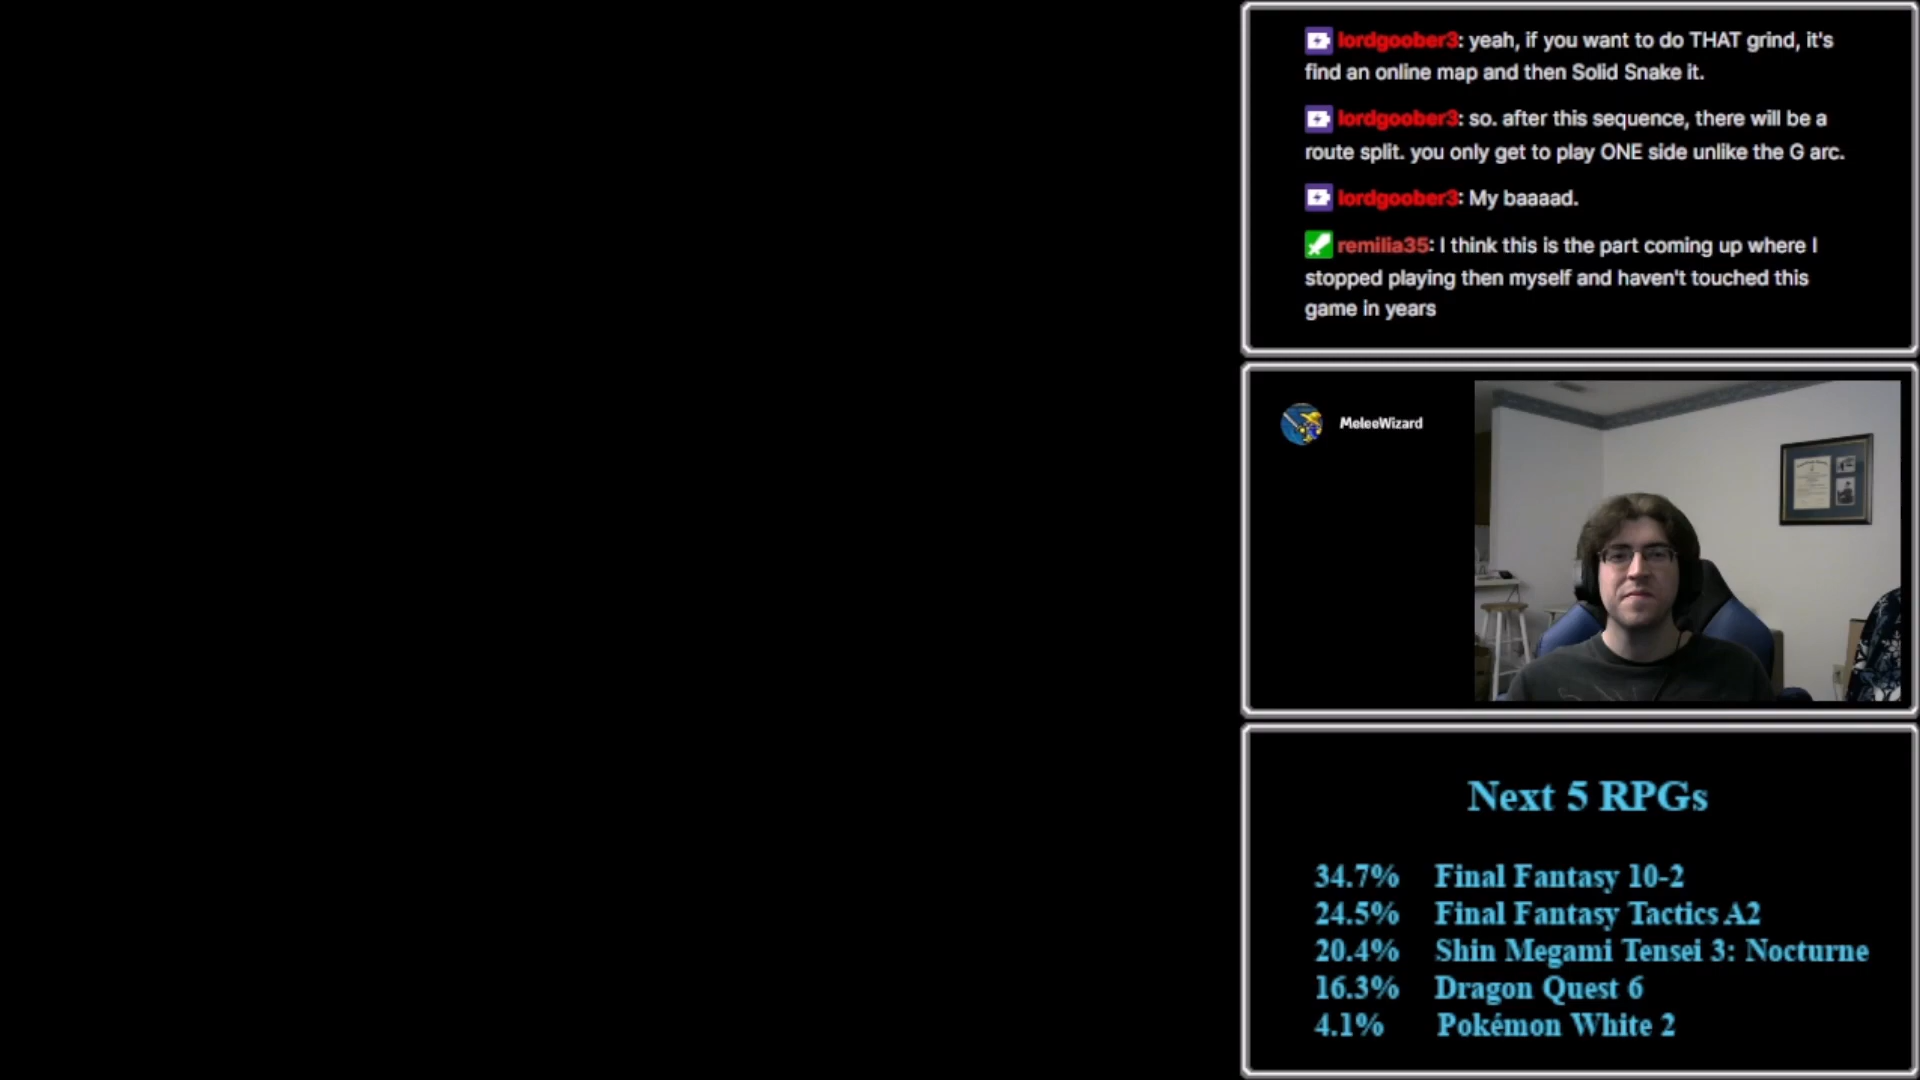 lordgoober3: yeah, if you want to do THAT grind, it's
find an online map and then Solid Snake it.
lordgoober3: so. after this sequence, there will be a
route split. you only get to play ONE side unlike the G arc.
lordgoober3: My baaaad.
remilia35: I think this is the part coming up where I
stopped playing then myself and haven't touched this
game in years
MeleeWizard
Next 5 RPGs
34.7% Final Fantasy 10-2
24.5% Final Fantasy Tactics A2
20.4% Shin Megami Tensei 3: Nocturne
16.3% Dragon Quest 6
4.1% Pokémon White 2